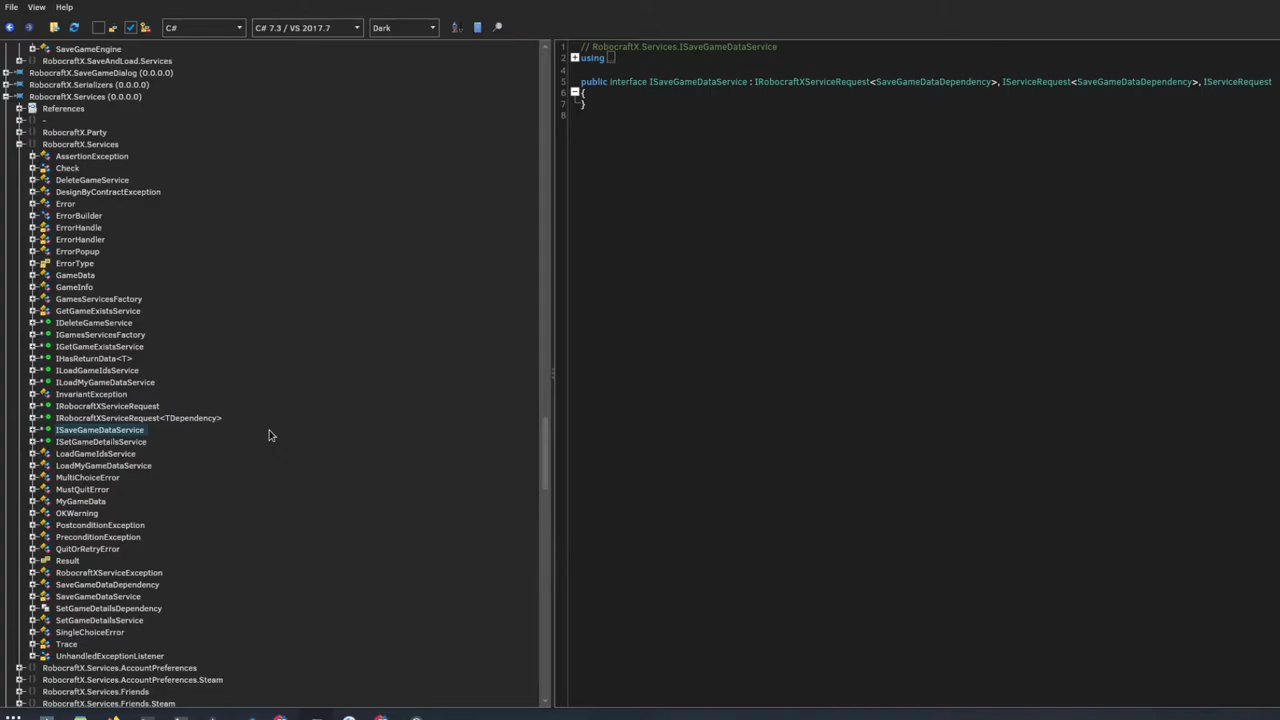 File View Help
C# C# 7.3 / VS 2017.7 Dark
SaveGameEngine
RobocraftX.SaveAndLoad.Services
RobocraftX.SaveGameDialog (0.0.0.0)
RobocraftX.Serializers (0.0.0.0)
RobocraftX.Services (0.0.0.0)
References
-
RobocraftX.Party
RobocraftX.Services
AssertionException
Check
DeleteGameService
DesignByContractException
Error
ErrorBuilder
ErrorHandle
ErrorHandler
ErrorPopup
ErrorType
GameData
GameInfo
GamesServicesFactory
GetGameExistsService
IDeleteGameService
IGamesServicesFactory
IGetGameExistsService
IHasReturnData<T>
ILoadGameIdsService
ILoadMyGameDataService
InvariantException
IRobocraftXServiceRequest
IRobocraftXServiceRequest<TDependency>
ISaveGameDataService
ISetGameDetailsService
LoadGameIdsService
LoadMyGameDataService
MultiChoiceError
MustQuitError
MyGameData
OKWarning
PostconditionException
PreconditionException
QuitOrRetryError
Result
RobocraftXServiceException
SaveGameDataDependency
SaveGameDataService
SetGameDetailsDependency
SetGameDetailsService
SingleChoiceError
Trace
UnhandledExceptionListener
RobocraftX.Services.AccountPreferences
RobocraftX.Services.AccountPreferences.Steam
RobocraftX.Services.Friends
RobocraftX.Services.Friends.Steam
1 // RobocraftX.Services.ISaveGameDataService
2 using
4
5 public interface ISaveGameDataService : IRobocraftXServiceRequest<SaveGameDataDependency>, IServiceRequest<SaveGameDataDependency>, IServiceRequest
6 {
7 }
8